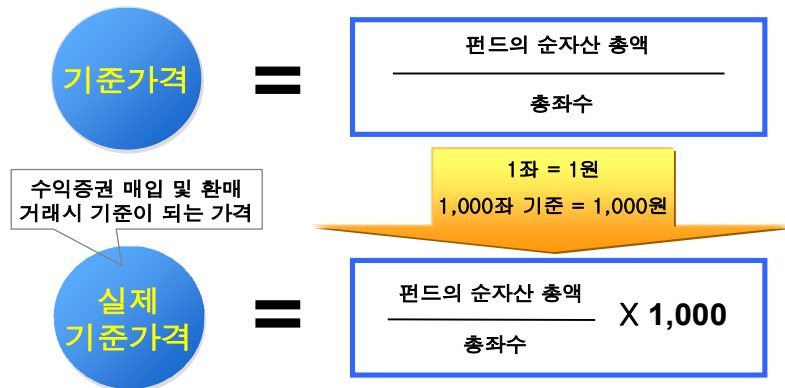 기준가격
=
펀드의 순자산 총액
총좌수
1좌 = 1원
1,000좌 기준 = 1,000원
수익증권 매입 및 환매
거래시 기준이 되는 가격
실제
기준가격
=
펀드의 순자산 총액
총좌수
X 1,000